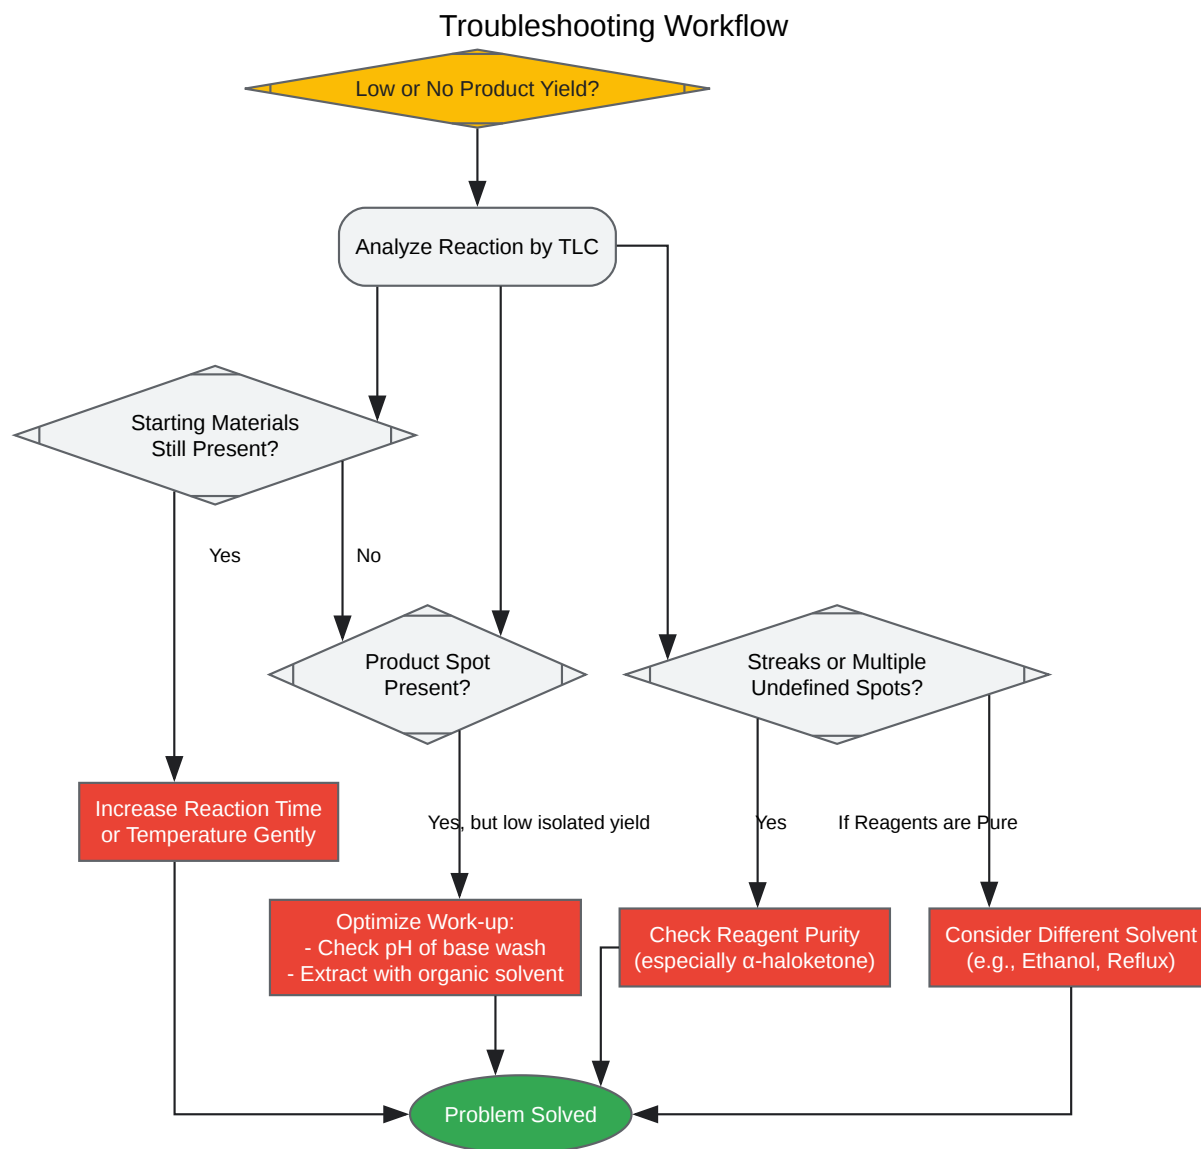 Troubleshooting Workflow
Low or No Product Yield?
Analyze Reaction by TLC
Starting Materials
Still Present?
Yes
No
Product Spot
Present?
Streaks or Multiple
Undefined Spots?
Increase Reaction Time
or Temperature Gently
Yes, but low isolated yield
Yes
If Reagents are Pure
Optimize Work-up:
- Check pH of base wash
- Extract with organic solvent
Check Reagent Purity
(especially α-haloketone)
Consider Different Solvent
(e.g., Ethanol, Reflux)
Problem Solved